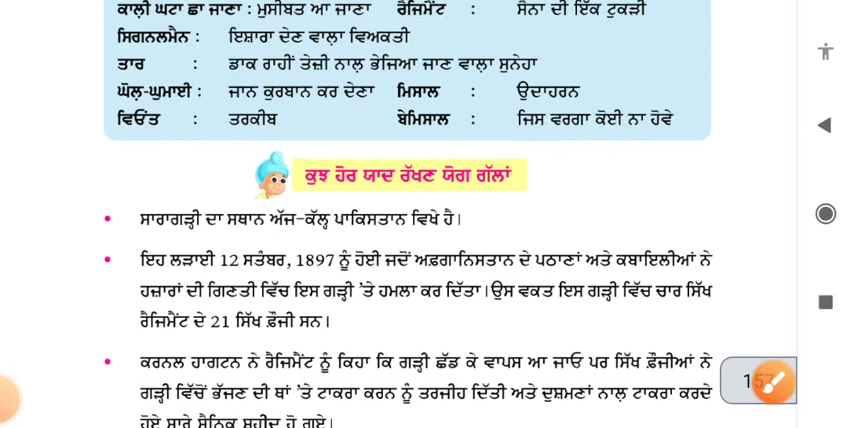 ਕਾਲ਼ੀ ਘਟਾ ਛਾ ਜਾਣਾ : ਮੁਸੀਬਤ ਆ ਜਾਣਾ ਰੈਜਿਮੈਂਟ : ਸੈਨਾ ਦੀ ਇੱਕ ਟੁਕੜੀ
ਸਿਗਨਲਮੈਨ : ਇਸ਼ਾਰਾ ਦੇਣ ਵਾਲ਼ਾ ਵਿਅਕਤੀ
ਤਾਰ : ਡਾਕ ਰਾਹੀਂ ਤੇਜ਼ੀ ਨਾਲ਼ ਭੇਜਿਆ ਜਾਣ ਵਾਲ਼ਾ ਸੁਨੇਹਾ
ਘੋਲ਼-ਘੁਮਾਈ : ਜਾਨ ਕੁਰਬਾਨ ਕਰ ਦੇਣਾ ਮਿਸਾਲ : ਉਦਾਹਰਨ
ਵਿਓਂਤ : ਤਰਕੀਬ ਬੇਮਿਸਾਲ : ਜਿਸ ਵਰਗਾ ਕੋਈ ਨਾ ਹੋਵੇ
ਕੁਝ ਹੋਰ ਯਾਦ ਰੱਖਣ ਯੋਗ ਗੱਲਾਂ
• ਸਾਰਾਗੜ੍ਹੀ ਦਾ ਸਥਾਨ ਅੱਜ-ਕੱਲ੍ਹ ਪਾਕਿਸਤਾਨ ਵਿਖੇ ਹੈ।
• ਇਹ ਲੜਾਈ 12 ਸਤੰਬਰ, 1897 ਨੂੰ ਹੋਈ ਜਦੋਂ ਅਫ਼ਗਾਨਿਸਤਾਨ ਦੇ ਪਠਾਣਾਂ ਅਤੇ ਕਬਾਇਲੀਆਂ ਨੇ
ਹਜ਼ਾਰਾਂ ਦੀ ਗਿਣਤੀ ਵਿੱਚ ਇਸ ਗੜ੍ਹੀ 'ਤੇ ਹਮਲਾ ਕਰ ਦਿੱਤਾ। ਉਸ ਵਕਤ ਇਸ ਗੜ੍ਹੀ ਵਿੱਚ ਚਾਰ ਸਿੱਖ
ਰੈਜਿਮੈਂਟ ਦੇ 21 ਸਿੱਖ ਫ਼ੌਜੀ ਸਨ।
• ਕਰਨਲ ਹਾਗਟਨ ਨੇ ਰੈਜਿਮੈਂਟ ਨੂੰ ਕਿਹਾ ਕਿ ਗੜ੍ਹੀ ਛੱਡ ਕੇ ਵਾਪਸ ਆ ਜਾਓ ਪਰ ਸਿੱਖ ਫ਼ੌਜੀਆਂ ਨੇ
ਗੜ੍ਹੀ ਵਿੱਚੋਂ ਭੱਜਣ ਦੀ ਥਾਂ 'ਤੇ ਟਾਕਰਾ ਕਰਨ ਨੂੰ ਤਰਜੀਹ ਦਿੱਤੀ ਅਤੇ ਦੁਸ਼ਮਣਾਂ ਨਾਲ਼ ਟਾਕਰਾ ਕਰਦੇ
ਹੋਏ ਸਾਰੇ ਸੈਨਿਕ ਸ਼ਹੀਦ ਹੋ ਗਏ।